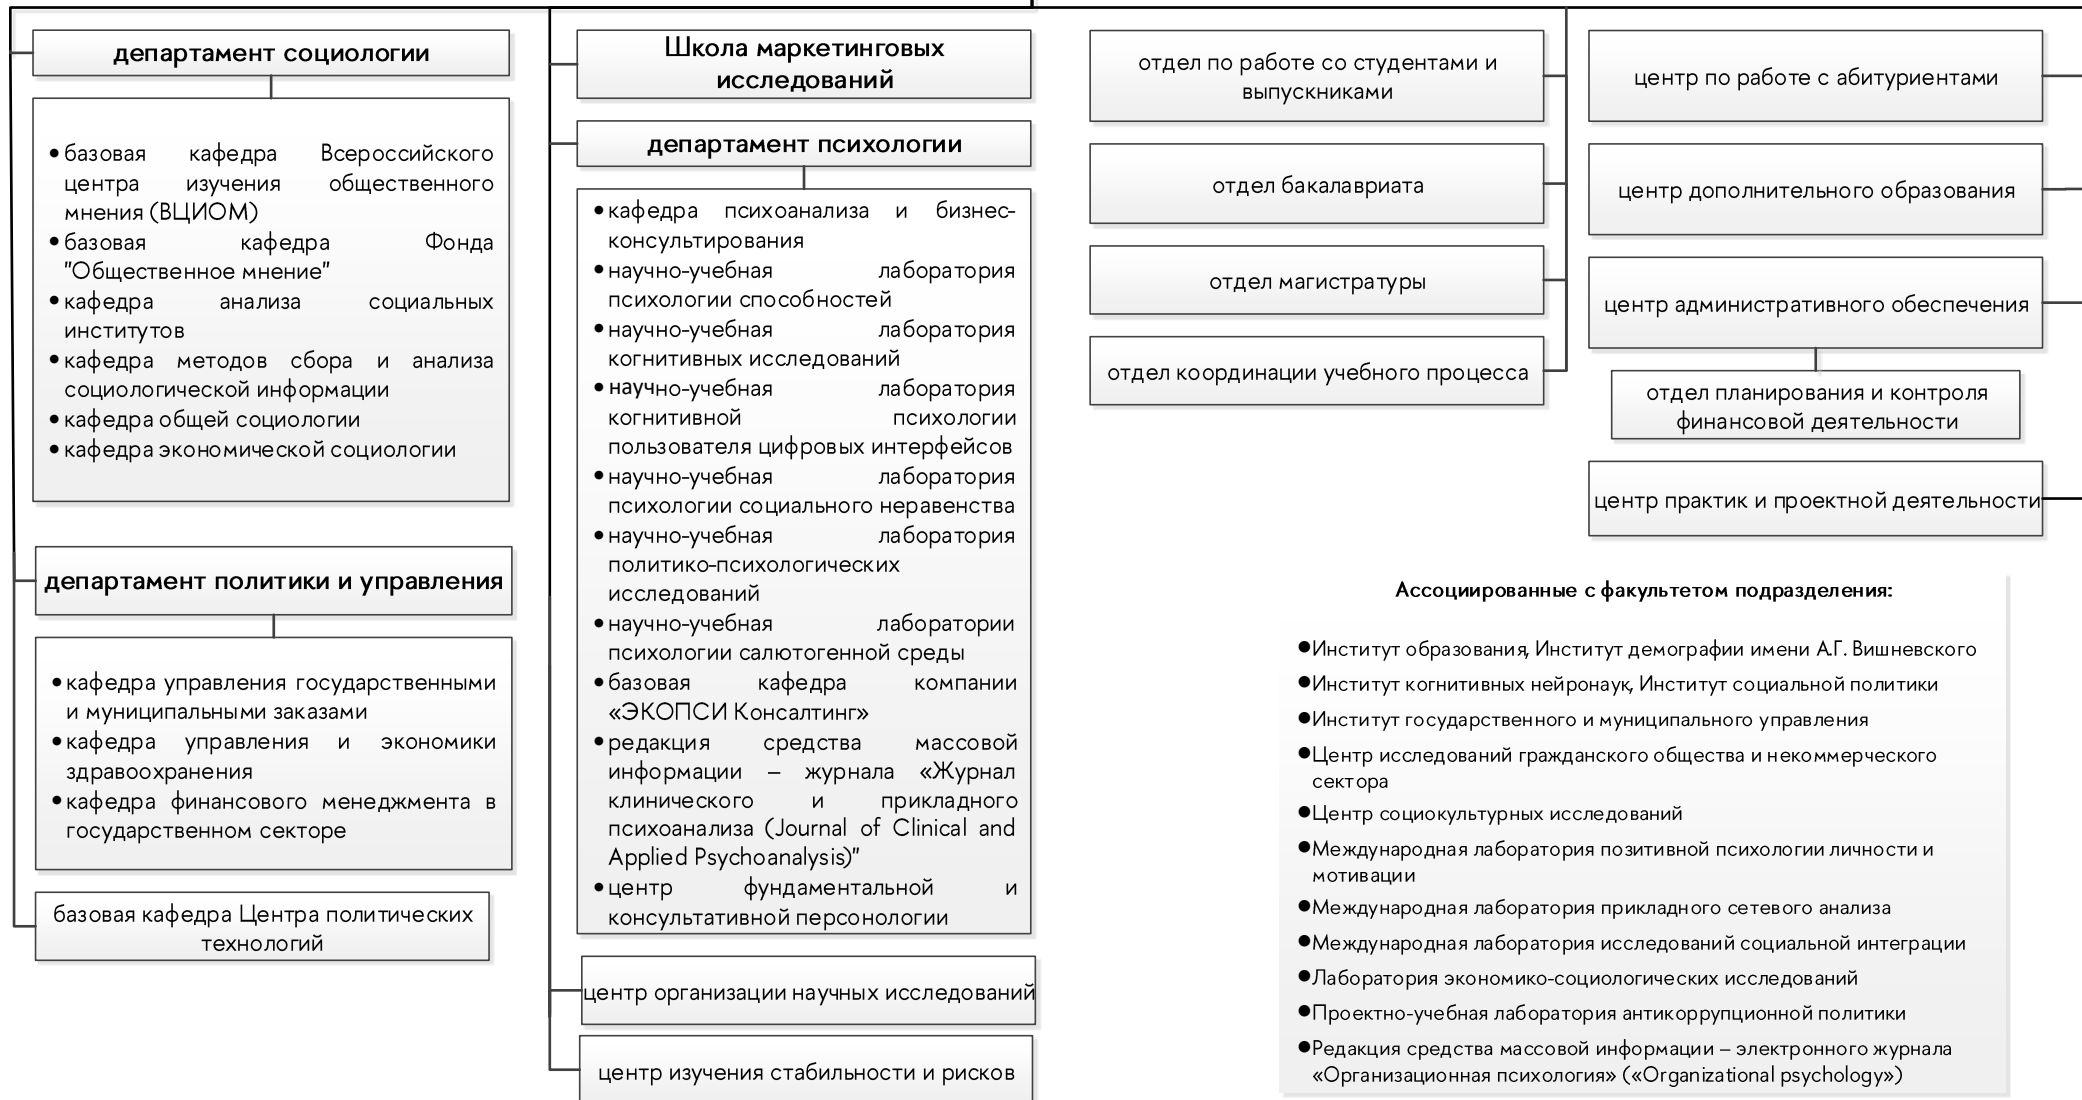 департамент социологии
• базовая кафедра Всероссийского
центра изучения общественного
мнения (ВЦИОМ)
• базовая кафедра Фонда
"Общественное мнение"
• кафедра анализа социальных
институтов
• кафедра методов сбора и анализа
социологической информации
• кафедра общей социологии
• кафедра экономической социологии
департамент политики и управления
• кафедра управления государственными
и муниципальными заказами
• кафедра управления и экономики
здравоохранения
• кафедра финансового менеджмента в
государственном секторе
базовая кафедра Центра политических
технологий
Школа маркетинговых
исследований
департамент психологии
• кафедра психоанализа и бизнес-
консультирования
• научно-учебная лаборатория
психологии способностей
• научно-учебная лаборатория
когнитивных исследований
• научно-учебная лаборатория
когнитивной психологии
пользователя цифровых интерфейсов
• научно-учебная лаборатория
психологии социального неравенства
• научно-учебная лаборатория
политико-психологических
исследований
• научно-учебная лаборатории
психологии салютогенной среды
• базовая кафедра компании
«ЭКОПСИ Консалтинг»
• редакция средства массовой
информации – журнала «Журнал
клинического и прикладного
психоанализа (Journal of Clinical and
Applied Psychoanalysis)"
• центр фундаментальной и
консультативной персонологии
центр организации научных исследований
центр изучения стабильности и рисков
отдел по работе со студентами и
выпускниками
отдел бакалавриата
отдел магистратуры
отдел координации учебного процесса
центр по работе с абитуриентами
центр дополнительного образования
центр административного обеспечения
отдел планирования и контроля
финансовой деятельности
центр практик и проектной деятельности
Ассоциированные с факультетом подразделения:
• Институт образования, Институт демографии имени А.Г. Вишневского
• Институт когнитивных нейронаук, Институт социальной политики
• Институт государственного и муниципального управления
• Центр исследований гражданского общества и некоммерческого
сектора
• Центр социокультурных исследований
• Международная лаборатория позитивной психологии личности и
мотивации
• Международная лаборатория прикладного сетевого анализа
• Международная лаборатория исследований социальной интеграции
• Лаборатория экономико-социологических исследований
• Проектно-учебная лаборатория антикоррупционной политики
• Редакция средства массовой информации – электронного журнала
«Организационная психология» («Organizational psychology»)